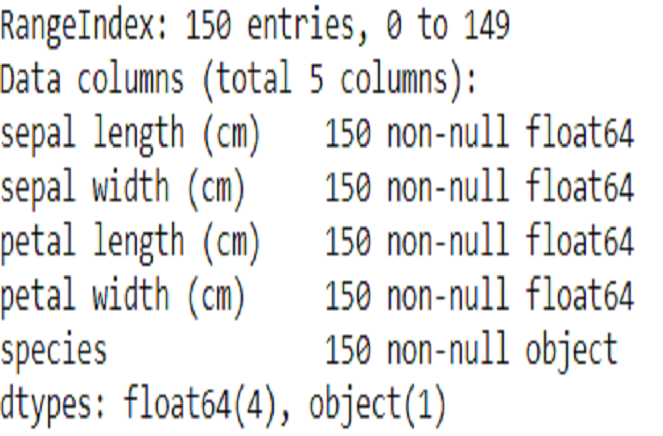 RangeIndex: 150 entries, 0 to 149
Data columns (total 5 columns):
sepal length (cm)    150 non-null float64
sepal width (cm)     150 non-null float64
petal length (cm)    150 non-null float64
petal width (cm)     150 non-null float64
species              150 non-null object
dtypes: float64(4), object(1)